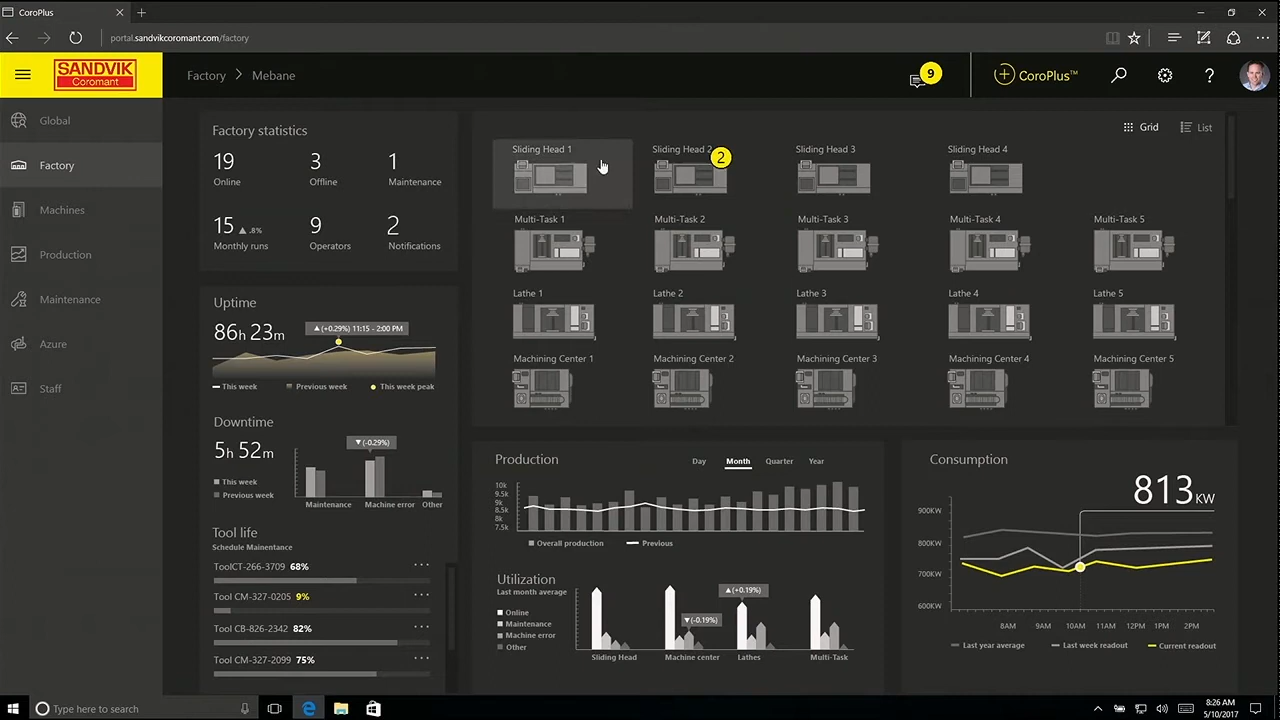 CoroPlus
portal.sandvikcoromant.com/factory
SANDVIK
Coromant
Factory > Mebane
9
CoroPlus™
Global
Factory
Machines
Production
Maintenance
Azure
Staff
Factory statistics
19 3 1
Online Offline Maintenance
15 ▲ .8% 9 2
Monthly runs Operators Notifications
Uptime
86h 23m
▲(+0.29%) 11:15 - 2:00 PM
This week Previous week This week peak
Downtime
5h 52m
▼(-0.29%)
This week
Previous week
Maintenance Machine error Other
Tool life
Schedule Mainentance
ToolCT-266-3709 68%
Tool CM-327-0205 9%
Tool CB-826-2342 82%
Tool CM-327-2099 75%
Grid List
Sliding Head 1 Sliding Head 2 Sliding Head 3 Sliding Head 4
2
Multi-Task 1 Multi-Task 2 Multi-Task 3 Multi-Task 4 Multi-Task 5
Lathe 1 Lathe 2 Lathe 3 Lathe 4 Lathe 5
Machining Center 1 Machining Center 2 Machining Center 3 Machining Center 4 Machining Center 5
Production
Day Month Quarter Year
10k
9.5k
9k
8.5k
8k
7.5k
Overall production Previous
Utilization
Last month average
Online
Maintenance
Machine error
Other
▼(-0.19%)
▲(+0.19%)
Sliding Head Machine center Lathes Multi-Task
Consumption
813KW
900KW
800KW
700KW
600KW
8AM 9AM 10AM 11AM 12PM 1PM 2PM
Last year average Last week readout Current readout
Type here to search
8:26 AM
5/10/2017